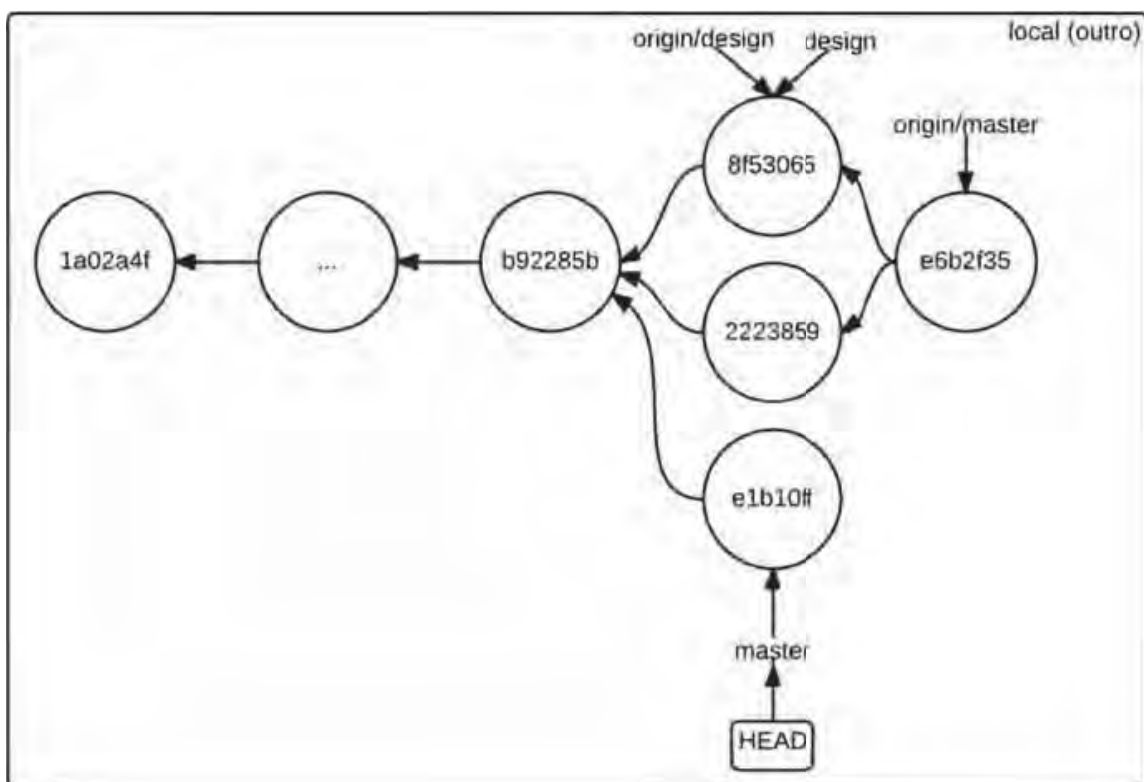 local (outro)
origin/design
design
origin/master
8f53065
1a02a4f
...
b92285b
e6b2f35
2223859
e1b10ff
master
HEAD